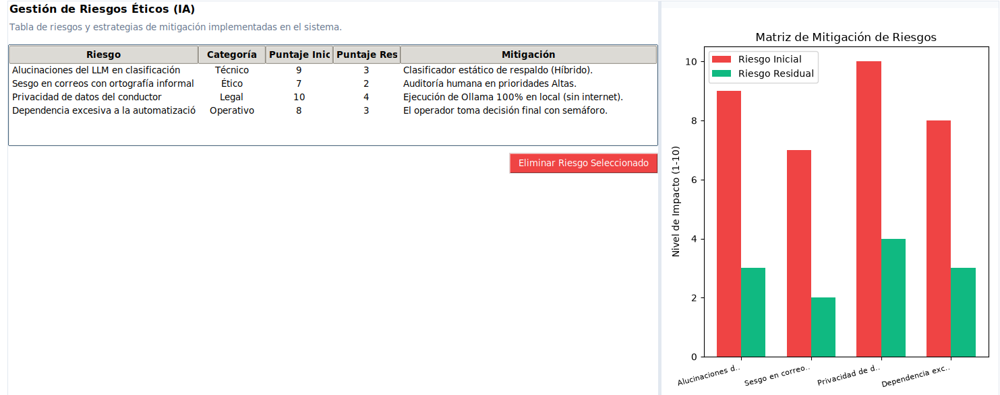 Gestión de Riesgos Éticos (IA)
Tabla de riesgos y estrategias de mitigación implementadas en el sistema.
Riesgo Categoría Puntaje Inic Puntaje Res Mitigación
Alucinaciones del LLM en clasificación Técnico 9 3 Clasificador estático de respaldo (Híbrido).
Sesgo en correos con ortografía informal Ético 7 2 Auditoría humana en prioridades Altas.
Privacidad de datos del conductor Legal 10 4 Ejecución de Ollama 100% en local (sin internet).
Dependencia excesiva a la automatizació Operativo 8 3 El operador toma decisión final con semáforo.
Eliminar Riesgo Seleccionado
Matriz de Mitigación de Riesgos
Riesgo Inicial
Riesgo Residual
Nivel de Impacto (1-10)
10
8
6
4
2
0
Alucinaciones d..
Sesgo en correo..
Privacidad de d..
Dependencia exc..